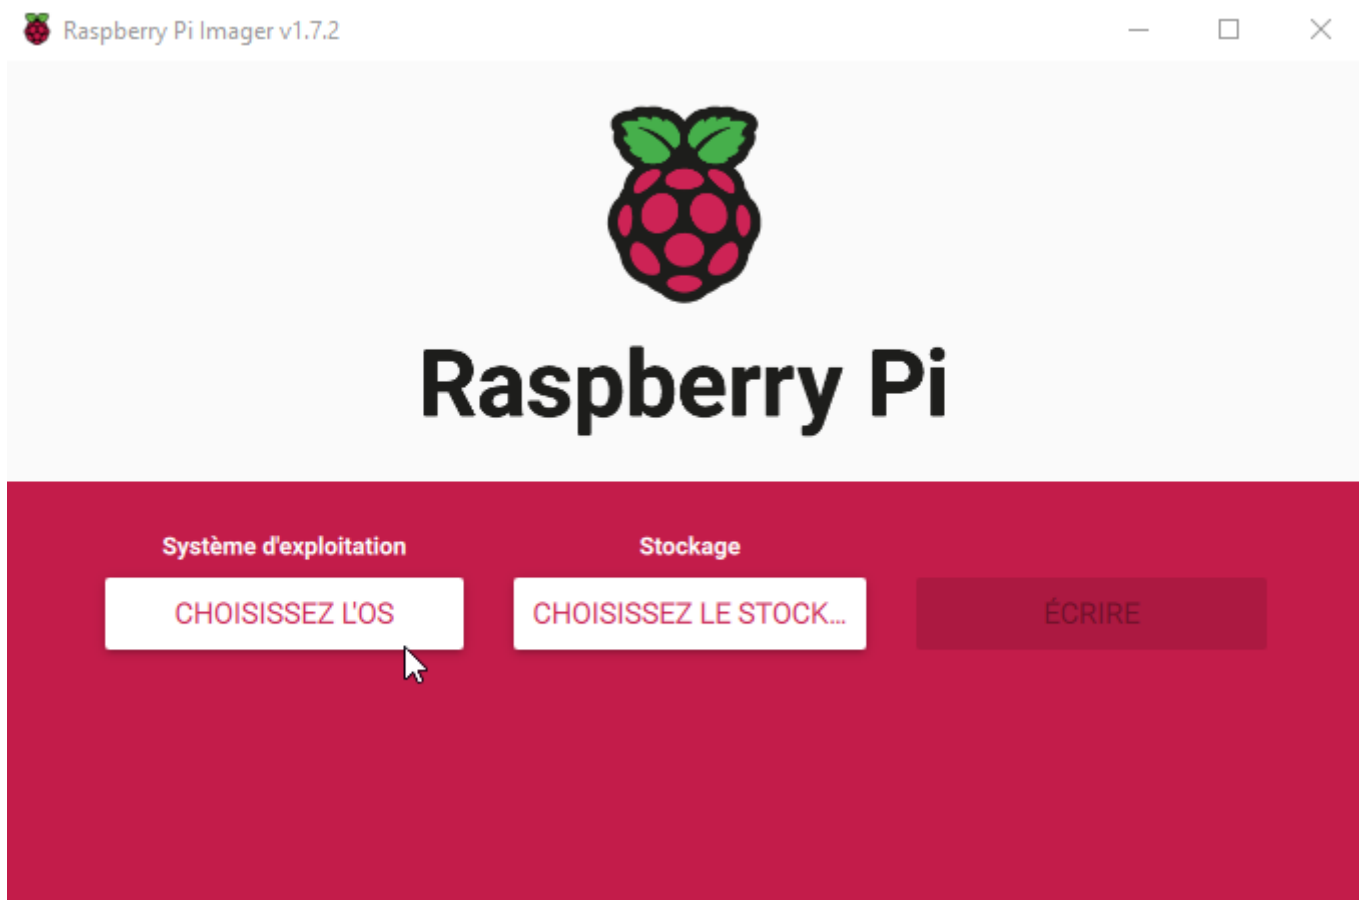 Raspberry Pi Imager v1.7.2
Raspberry Pi
Système d'exploitation
Stockage
CHOISISSEZ L'OS
CHOISISSEZ LE STOCK...
ÉCRIRE